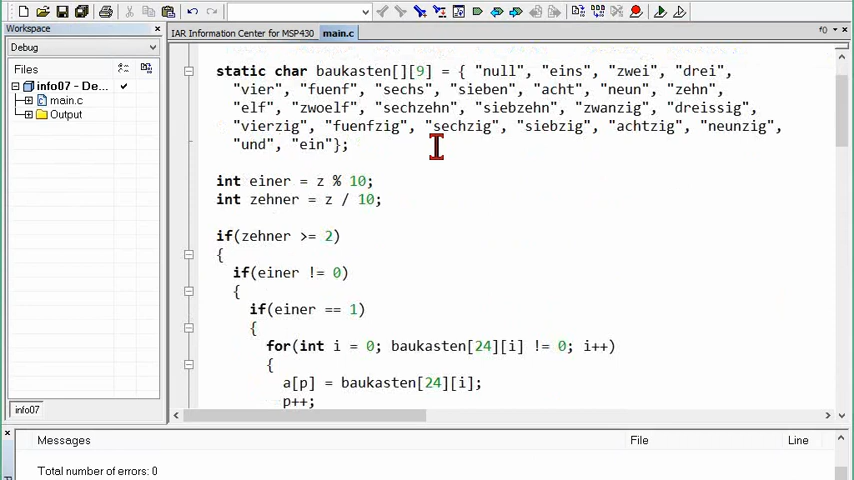 IAR Information Center for MSP430 main.c
f()
Workspace
Debug
Files
info07 - De...
main.c
Output
info07
static char baukasten[][9] = { "null", "eins", "zwei", "drei",
"vier", "fuenf", "sechs", "sieben", "acht", "neun", "zehn",
"elf", "zwoelf", "sechzehn", "siebzehn", "zwanzig", "dreissig",
"vierzig", "fuenfzig", "sechzig", "siebzig", "achtzig", "neunzig",
"und", "ein"};
int einer = z % 10;
int zehner = z / 10;
if(zehner >= 2)
{
if(einer != 0)
{
if(einer == 1)
{
for(int i = 0; baukasten[24][i] != 0; i++)
{
a[p] = baukasten[24][i];
p++;
Messages File Line
Total number of errors: 0